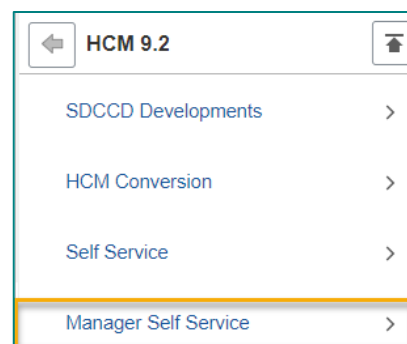 HCM 9.2
SDCCD Developments
HCM Conversion
Self Service
Manager Self Service